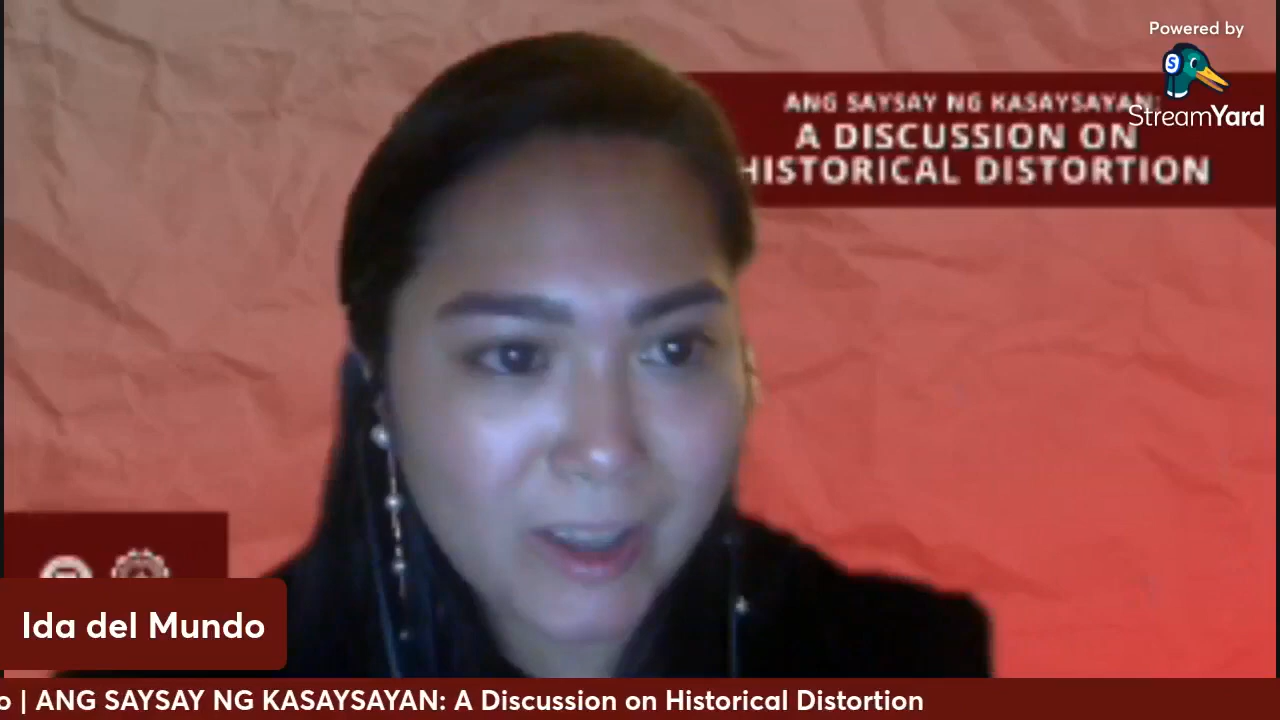 Powered by
S
StreamYard
ANG SAYSAY NG KASAYSAYAN:
A DISCUSSION ON
HISTORICAL DISTORTION
Ida del Mundo
o | ANG SAYSAY NG KASAYSAYAN: A Discussion on Historical Distortion